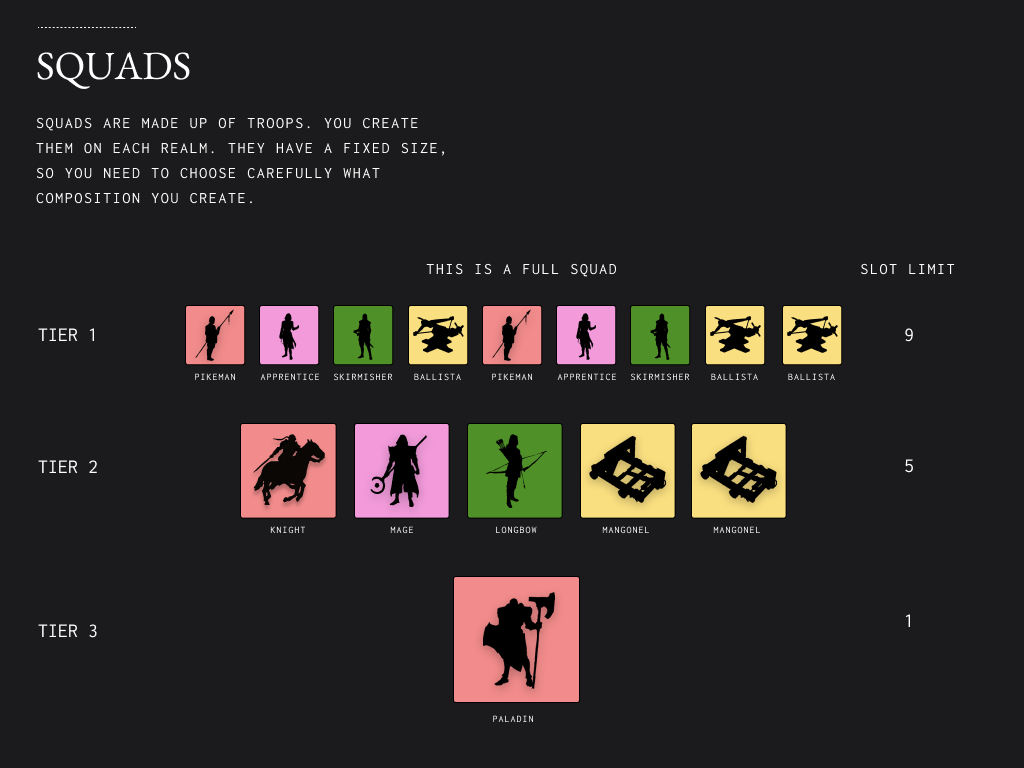 SQUADS
SQUADS ARE MADE UP OF TROOPS. YOU CREATE
THEM ON EACH REALM. THEY HAVE A FIXED SIZE,
SO YOU NEED TO CHOOSE CAREFULLY WHAT
COMPOSITION YOU CREATE.
THIS IS A FULL SQUAD SLOT LIMIT
TIER 1 9
PIKEMAN APPRENTICE SKIRMISHER BALLISTA PIKEMAN APPRENTICE SKIRMISHER BALLISTA BALLISTA
TIER 2 5
KNIGHT MAGE LONGBOW MANGONEL MANGONEL
TIER 3 1
PALADIN